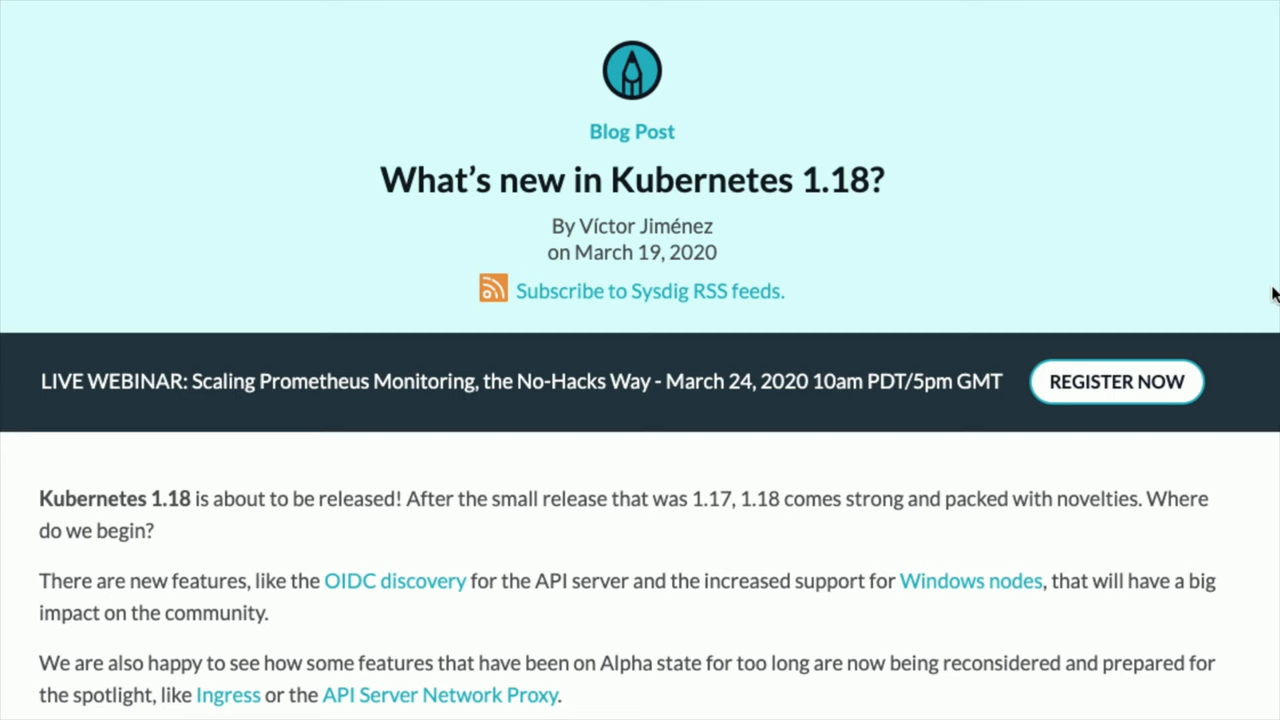 Blog Post
What's new in Kubernetes 1.18?
By Víctor Jiménez
on March 19, 2020
Subscribe to Sysdig RSS feeds.
LIVE WEBINAR: Scaling Prometheus Monitoring, the No-Hacks Way - March 24, 2020 10am PDT/5pm GMT REGISTER NOW
Kubernetes 1.18 is about to be released! After the small release that was 1.17, 1.18 comes strong and packed with novelties. Where
do we begin?
There are new features, like the OIDC discovery for the API server and the increased support for Windows nodes, that will have a big
impact on the community.
We are also happy to see how some features that have been on Alpha state for too long are now being reconsidered and prepared for
the spotlight, like Ingress or the API Server Network Proxy.